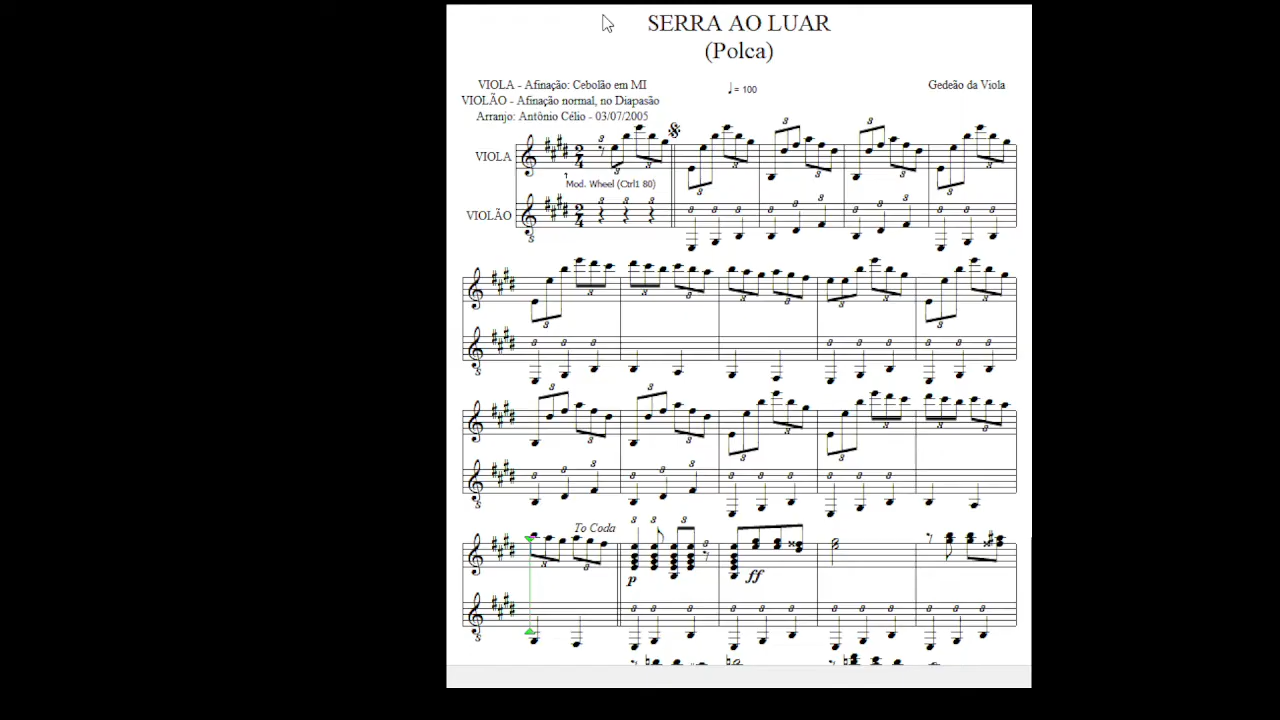 SERRA AO LUAR
(Polca)
VIOLA - Afinação: Cebolão em MI
VIOLÃO - Afinação normal, no Diapasão
Arranjo: Antônio Célio - 03/07/2005
♩ = 100
Gedeão da Viola
VIOLA
Mod. Wheel (Ctrl1 80)
VIOLÃO
To Coda
p
ff